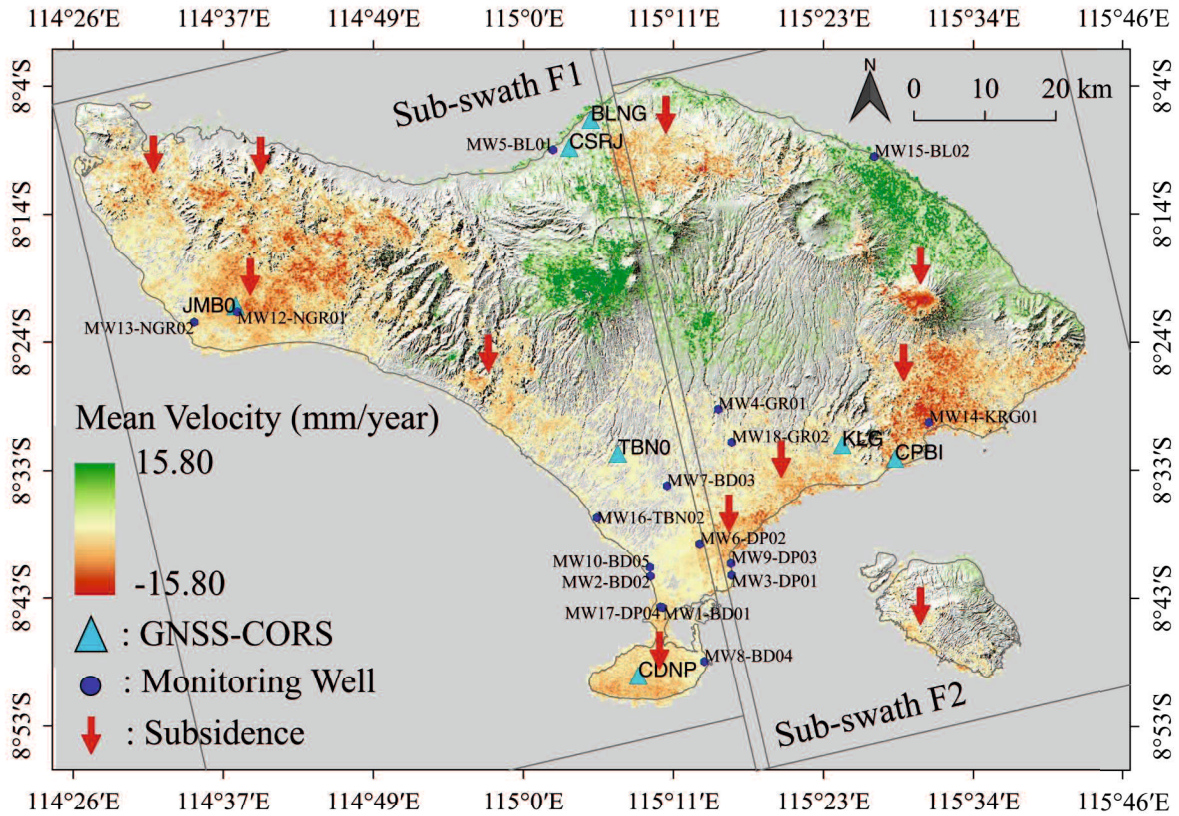 114°26'E 114°37'E 114°49'E 115°0'E 115°11'E 115°23'E 115°34'E 115°46'E
8°4'S
8°14'S
8°24'S
8°33'S
8°43'S
8°53'S
8°4'S
8°14'S
8°24'S
8°33'S
8°43'S
8°53'S
Sub-swath F1
N
0 10 20 km
BLNG
MW5-BL01
CSRJ
MW15-BL02
JMB0
MW12-NGR01
MW13-NGR02
Mean Velocity (mm/year)
15.80
-15.80
MW4-GR01
MW14-KRG01
MW18-GR02
KLG
TBN0
CPBI
MW7-BD03
MW16-TBN02
MW6-DP02
MW10-BD05
MW9-DP03
MW2-BD02
MW3-DP01
MW17-DP04
MW1-BD01
MW8-BD04
CDNP
: GNSS-CORS
: Monitoring Well
: Subsidence
Sub-swath F2
114°26'E 114°37'E 114°49'E 115°0'E 115°11'E 115°23'E 115°34'E 115°46'E